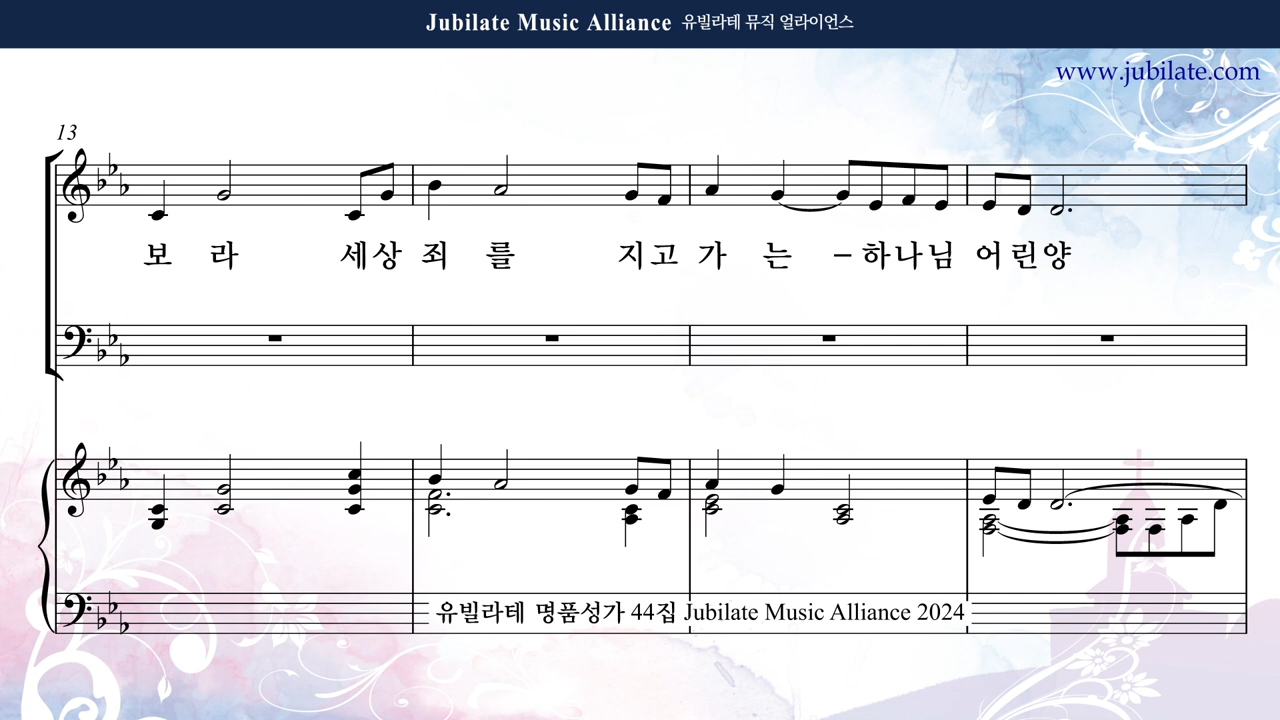 Jubilate Music Alliance 유빌라테 뮤직 얼라이언스
www.jubilate.com
13
보 라 세상 죄 를 지고 가 는 – 하나님 어린양
유빌라테 명품성가 44집 Jubilate Music Alliance 2024